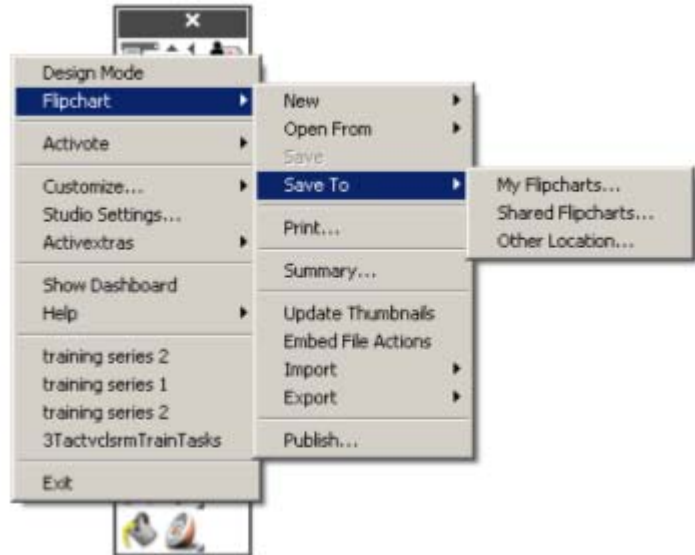 Design Mode
Flipchart
Activote
Customize...
Studio Settings...
Activextras
Show Dashboard
Help
training series 2
training series 1
training series 2
3TactvclsrmTrainTasks
Exit
New
Open From
Save
Save To
Print...
Summary...
Update Thumbnails
Embed File Actions
Import
Export
Publish...
My Flipcharts...
Shared Flipcharts...
Other Location...